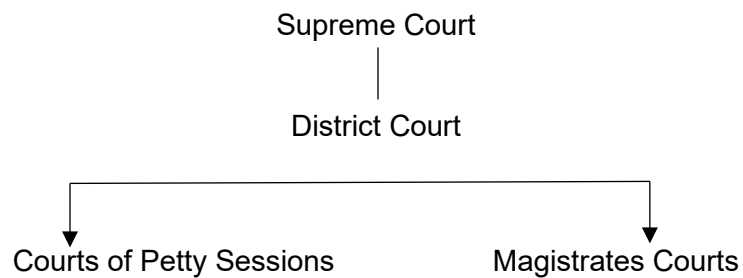 Supreme Court
District Court
Courts of Petty Sessions
Magistrates Courts